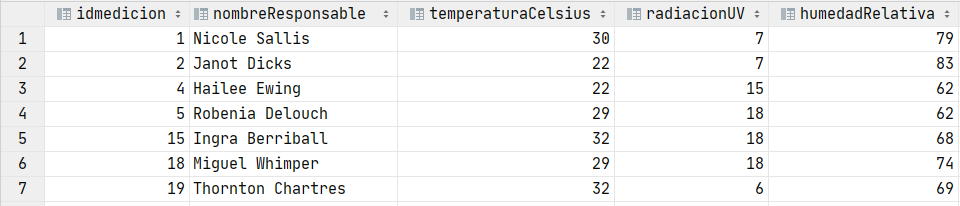 idmedicion nombreResponsable temperaturaCelsius radiacionUV humedadRelativa
1 1 Nicole Sallis 30 7 79
2 2 Janot Dicks 22 7 83
3 4 Hailee Ewing 22 15 62
4 5 Robenia Delouch 29 18 62
5 15 Ingra Berriball 32 18 68
6 18 Miguel Whimper 29 18 74
7 19 Thornton Chartres 32 6 69